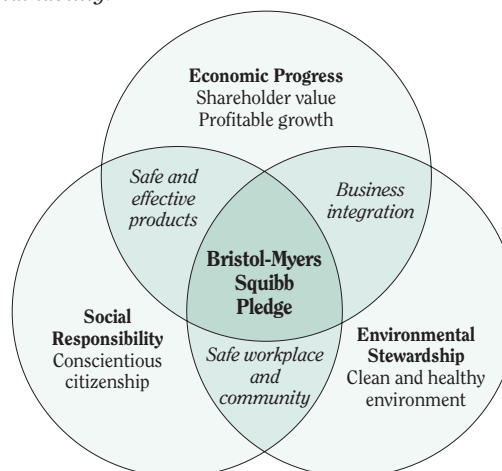 Economic Progress
Shareholder value
Profitable growth
Safe and
effective
products
Business
integration
Bristol-Myers
Squibb
Pledge
Social
Responsibility
Conscientious
citizenship
Safe workplace
and
community
Environmental
Stewardship
Clean and healthy
environment